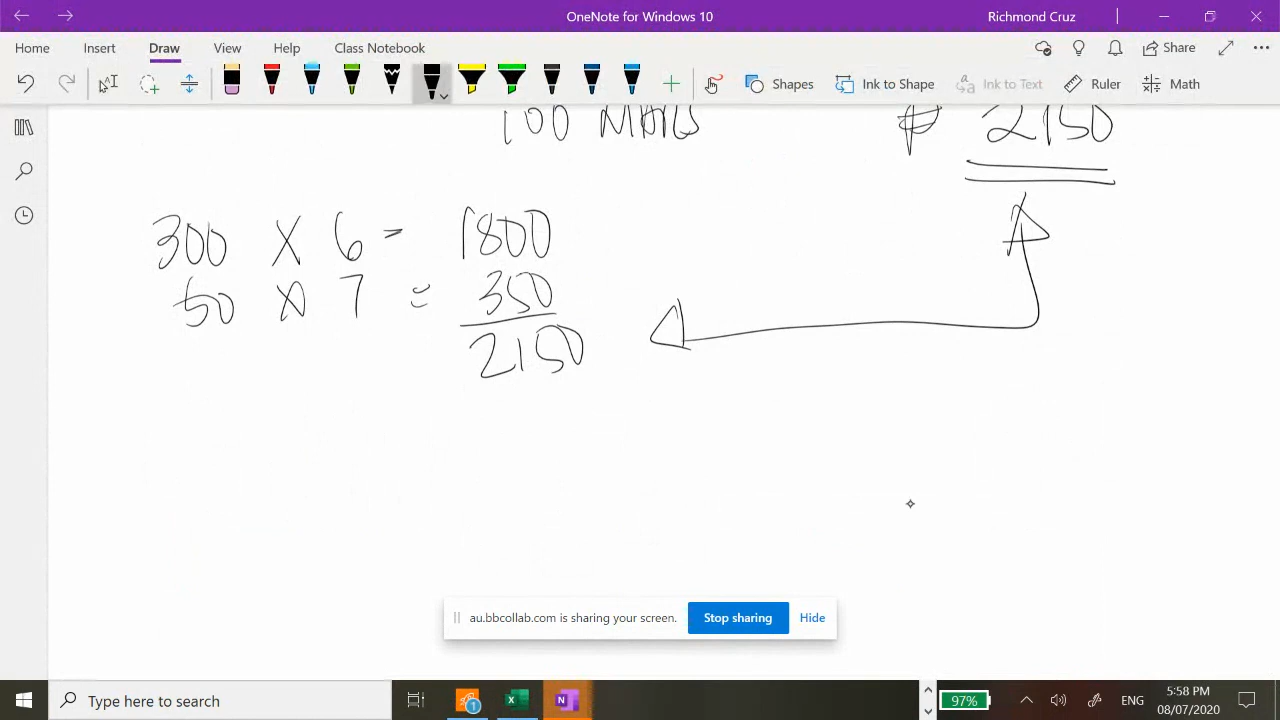 OneNote for Windows 10
Richmond Cruz
Home Insert Draw View Help Class Notebook
Share
Shapes Ink to Shape Ink to Text Ruler Math
100
₱ 2150
300 X 6 = 1800
50 X 7 = 350
2150
au.bbcollab.com is sharing your screen. Stop sharing Hide
Type here to search
1
97%
ENG
5:58 PM
08/07/2020